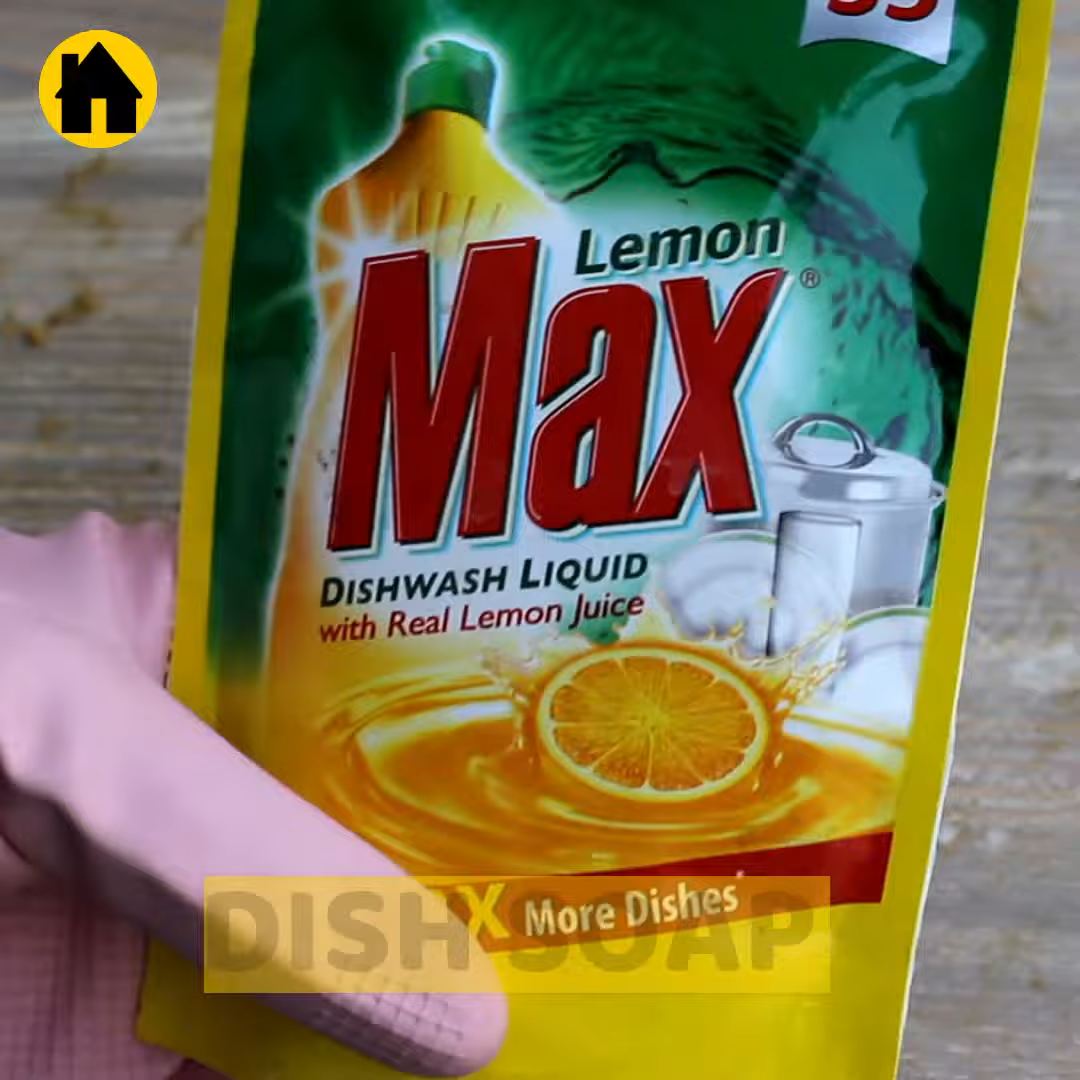 Lemon
Max®
DISHWASH LIQUID
with Real Lemon Juice
X More Dishes
DISH SOAP